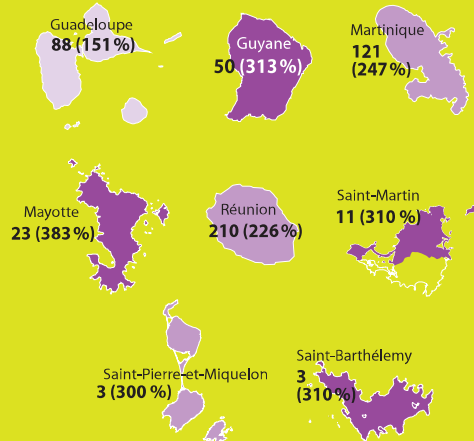 Guadeloupe
88 (151 %)
Guyane
50 (313 %)
Martinique
121
(247 %)
Mayotte
23 (383 %)
Réunion
210 (226 %)
Saint-Martin
11 (310 %)
Saint-Pierre-et-Miquelon
3 (300 %)
Saint-Barthélemy
3
(310 %)